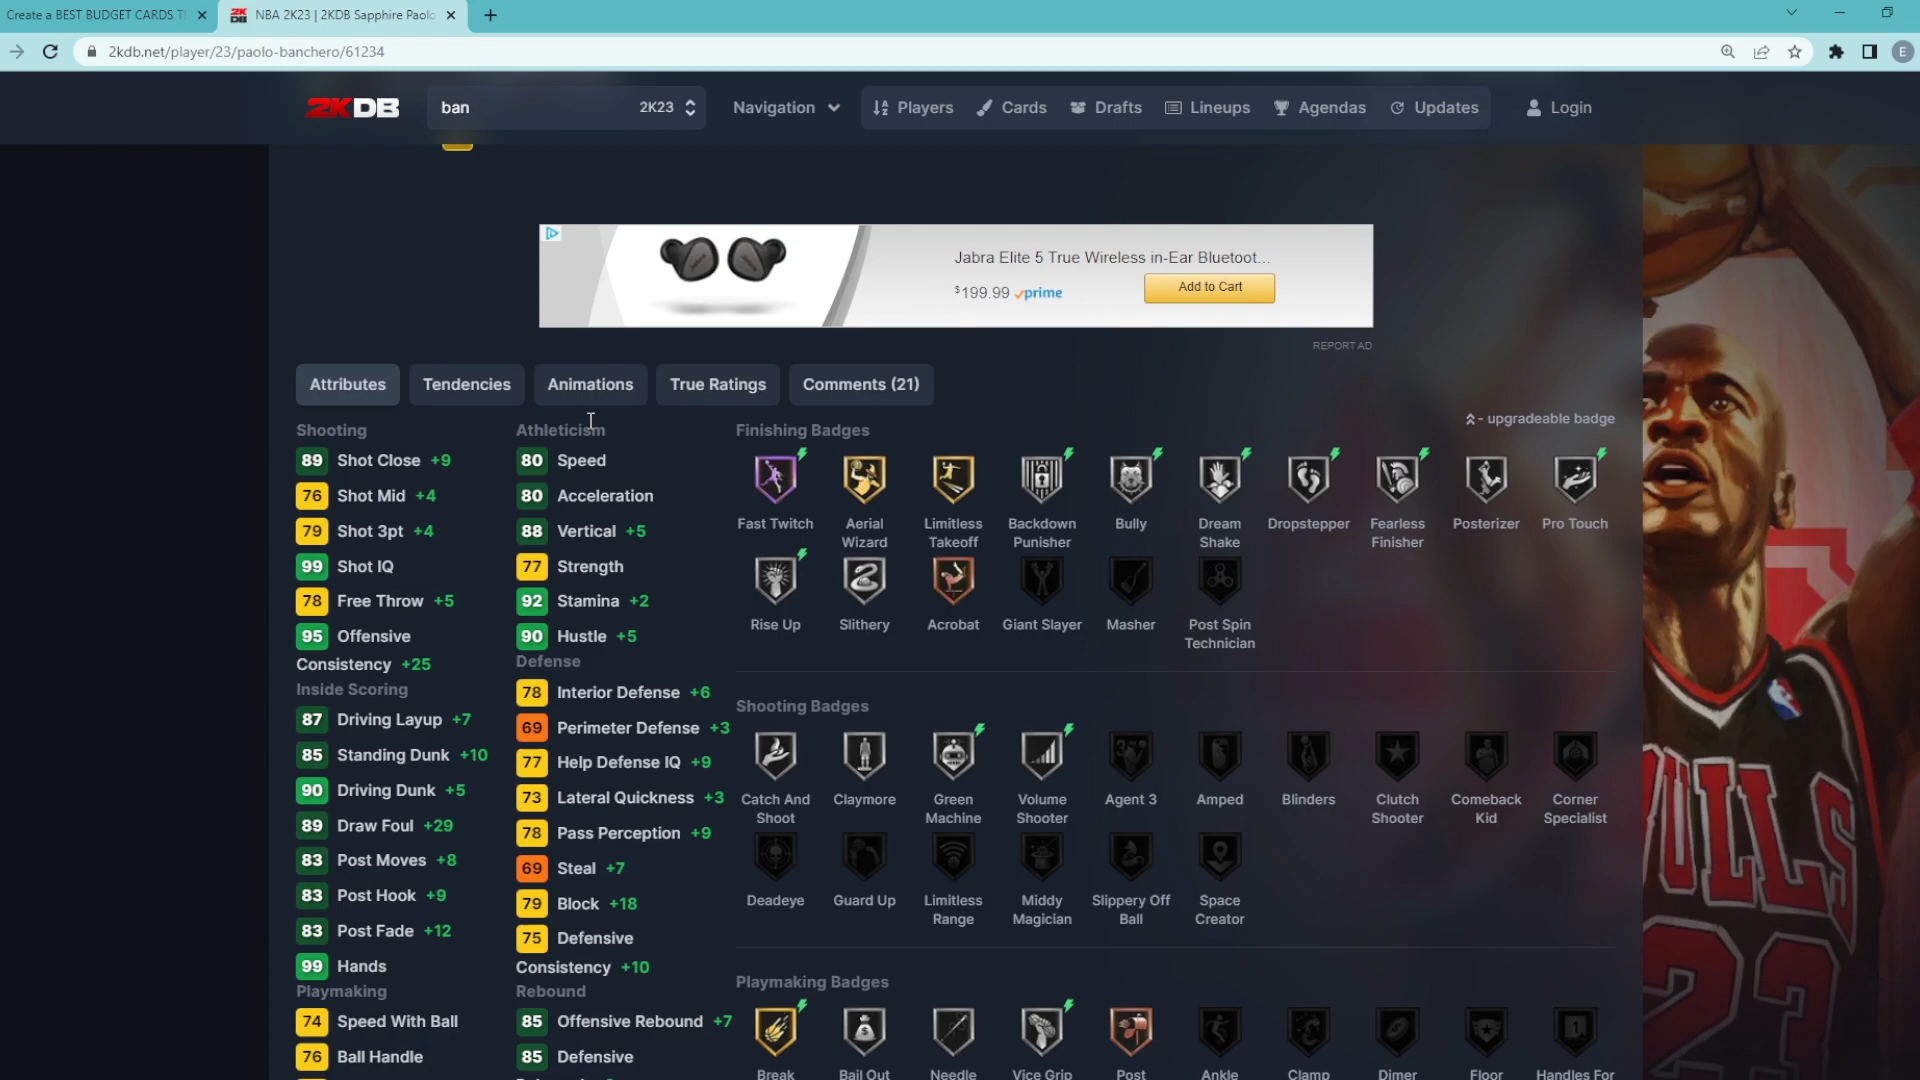 Create a BEST BUDGET CARDS T
NBA 2K23 | 2KDB Sapphire Paolo
2kdb.net/player/23/paolo-banchero/61234
E
2KDB
ban
2K23
Navigation
Players
Cards
Drafts
Lineups
Agendas
Updates
Login
Jabra Elite 5 True Wireless in-Ear Bluetoot...
$199.99 prime
Add to Cart
REPORT AD
Attributes
Tendencies
Animations
True Ratings
Comments (21)
- upgradeable badge
Shooting
89 Shot Close +9
76 Shot Mid +4
79 Shot 3pt +4
99 Shot IQ
78 Free Throw +5
95 Offensive
Consistency +25
Inside Scoring
87 Driving Layup +7
85 Standing Dunk +10
90 Driving Dunk +5
89 Draw Foul +29
83 Post Moves +8
83 Post Hook +9
83 Post Fade +12
99 Hands
Playmaking
74 Speed With Ball
76 Ball Handle
Athleticism
80 Speed
80 Acceleration
88 Vertical +5
77 Strength
92 Stamina +2
90 Hustle +5
Defense
78 Interior Defense +6
69 Perimeter Defense +3
77 Help Defense IQ +9
73 Lateral Quickness +3
78 Pass Perception +9
69 Steal +7
79 Block +18
75 Defensive
Consistency +10
Rebound
85 Offensive Rebound +7
85 Defensive
Finishing Badges
Fast Twitch
Aerial
Wizard
Limitless
Takeoff
Backdown
Punisher
Bully
Dream
Shake
Dropstepper
Fearless
Finisher
Posterizer
Pro Touch
Rise Up
Slithery
Acrobat
Giant Slayer
Masher
Post Spin
Technician
Shooting Badges
Catch And
Shoot
Claymore
Green
Machine
Volume
Shooter
Agent 3
Amped
Blinders
Clutch
Shooter
Comeback
Kid
Corner
Specialist
Deadeye
Guard Up
Limitless
Range
Middy
Magician
Slippery Off
Ball
Space
Creator
Playmaking Badges
Break
Bail Out
Needle
Vice Grip
Post
Ankle
Clamp
Dimer
Floor
Handles For
BULLS
23